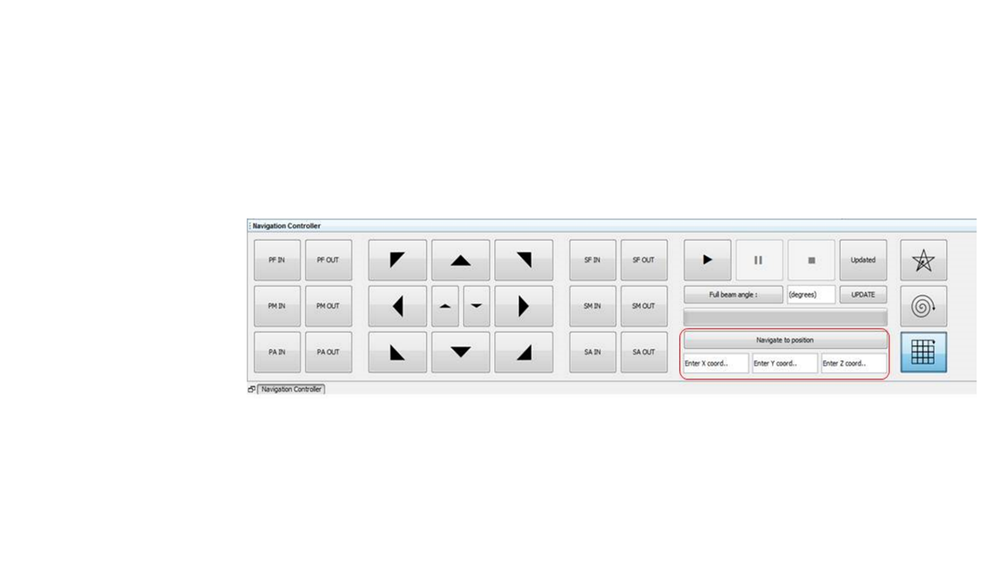 Navigation Controller
PF IN PF OUT SF IN SF OUT Updated
Full beam angle : (degrees) UPDATE
PM IN PM OUT SM IN SM OUT
Navigate to position
PA IN PA OUT SA IN SA OUT
Enter X coord.. Enter Y coord.. Enter Z coord..
Navigation Controller